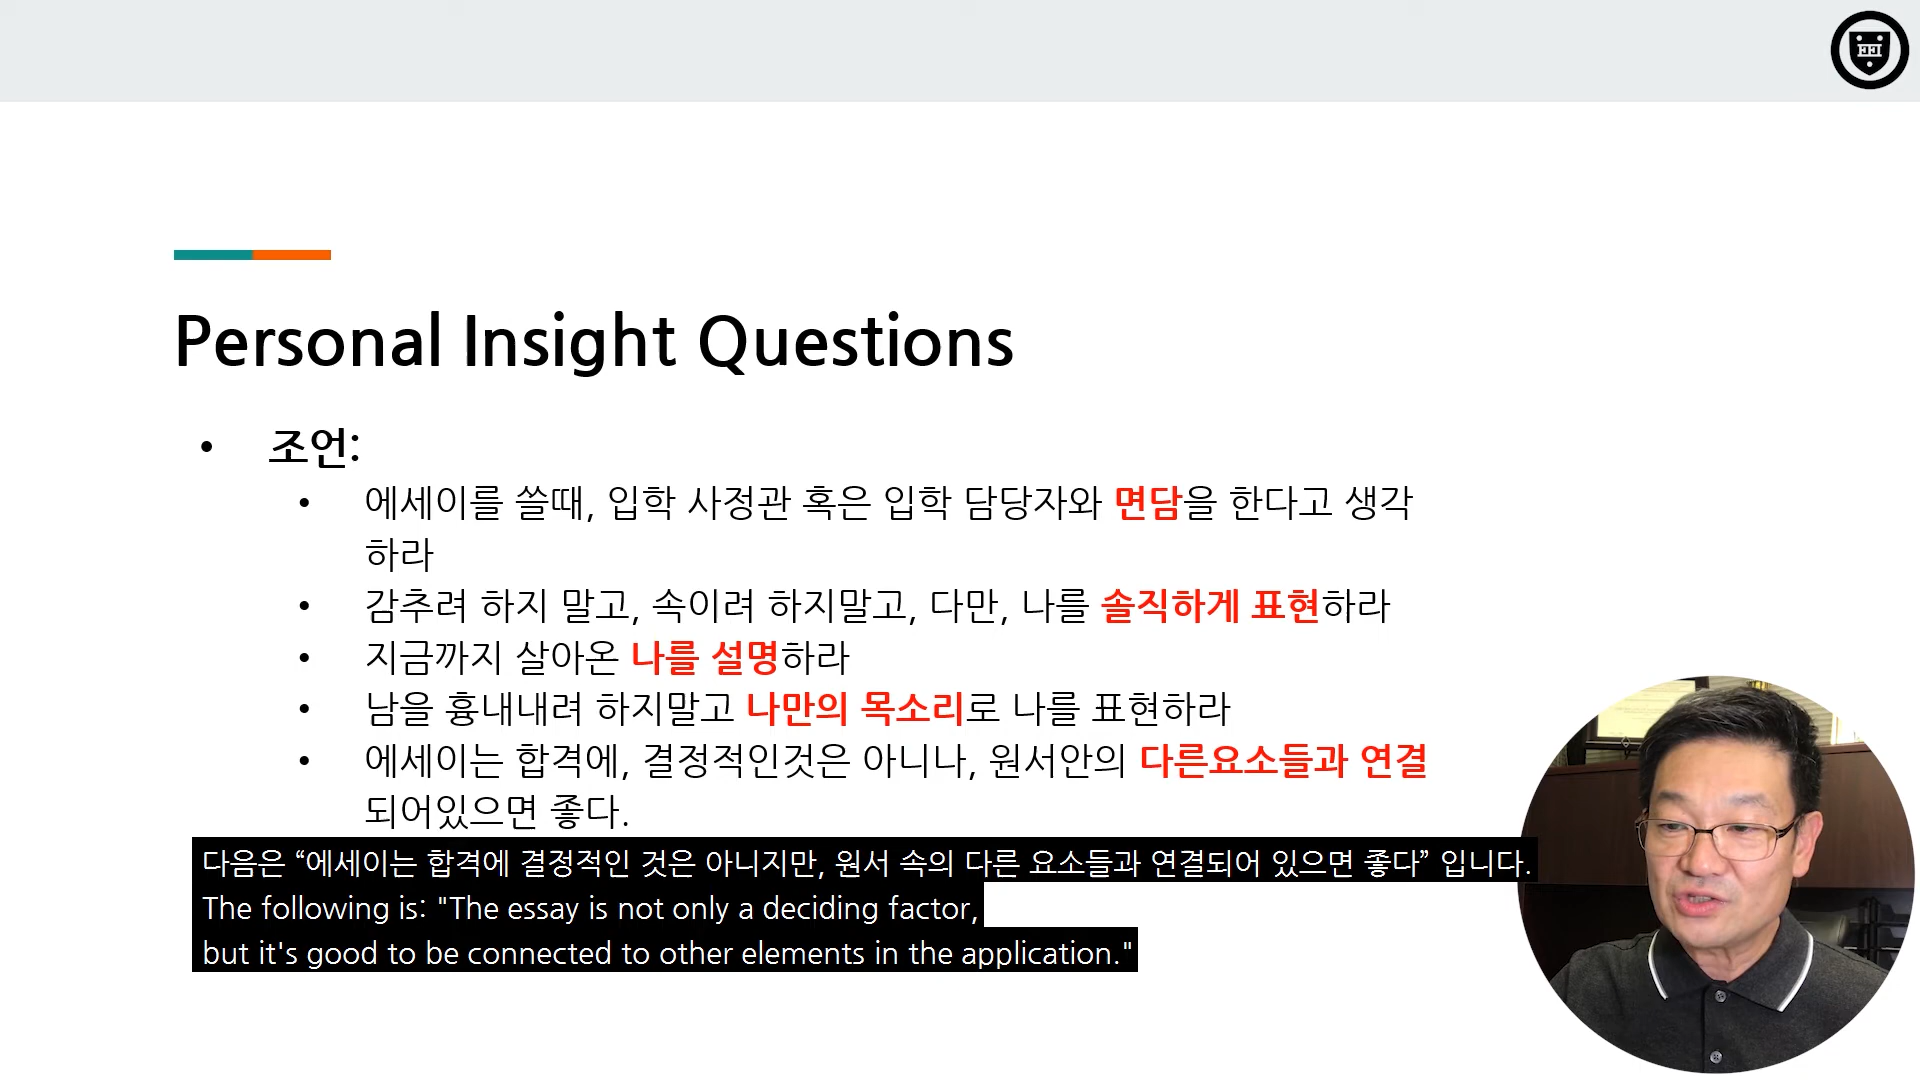 EEI
Personal Insight Questions
• 조언:
• 에세이를 쓸때, 입학 사정관 혹은 입학 담당자와 면담을 한다고 생각
하라
• 감추려 하지 말고, 속이려 하지말고, 다만, 나를 솔직하게 표현하라
• 지금까지 살아온 나를 설명하라
• 남을 흉내내려 하지말고 나만의 목소리로 나를 표현하라
• 에세이는 합격에, 결정적인것은 아니나, 원서안의 다른요소들과 연결
되어있으면 좋다.
다음은 “에세이는 합격에 결정적인 것은 아니지만, 원서 속의 다른 요소들과 연결되어 있으면 좋다” 입니다.
The following is: "The essay is not only a deciding factor,
but it's good to be connected to other elements in the application."